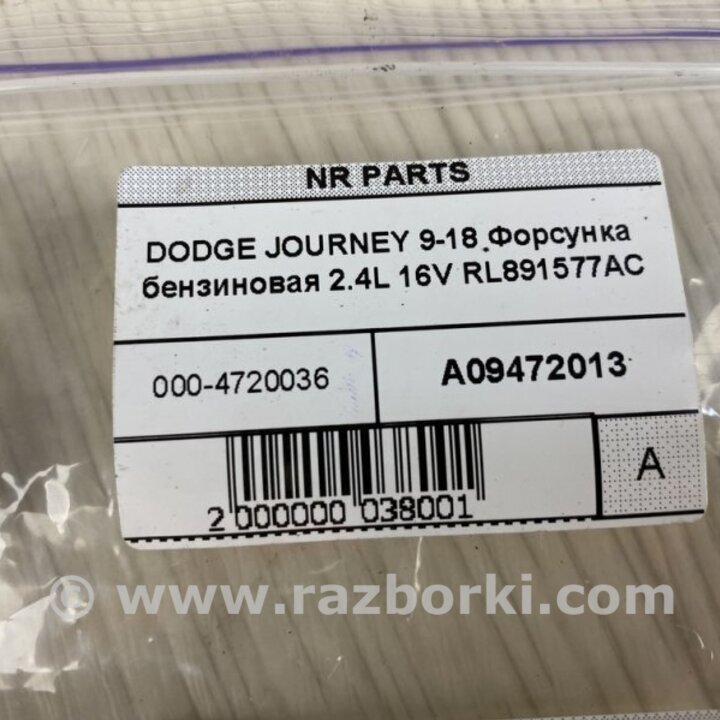 NR PARTS
DODGE JOURNEY 9-18 Форсунка
бензиновая 2.4L 16V RL891577AC
000-4720036
A09472013
A
2 000000 038001
© www.razborki.com